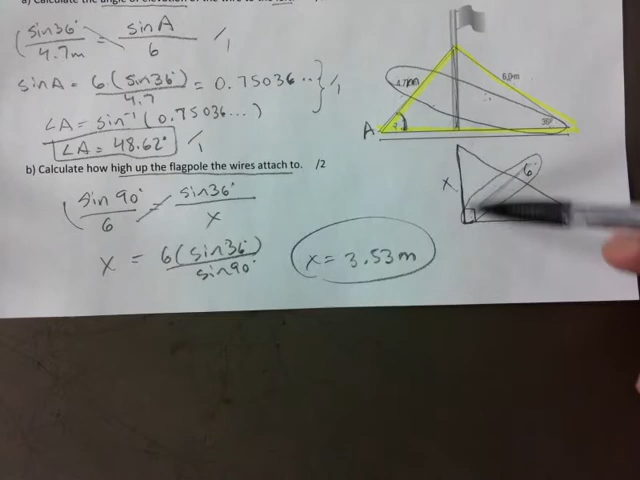 a) Calculate the angle of elevation of the wire to the left.
(sin36°/4.7m = sinA/6 /1
sinA = 6(sin36°)/4.7 = 0.75036.. } /1
∠A = sin⁻¹(0.75036...)
∠A = 48.62° /1
4.7m
6.0m
A
?
36°
b) Calculate how high up the flagpole the wires attach to. /2
(sin90°/6 = sin36°/x
x = 6(sin36°)/sin90°
x = 3.53m
x
6